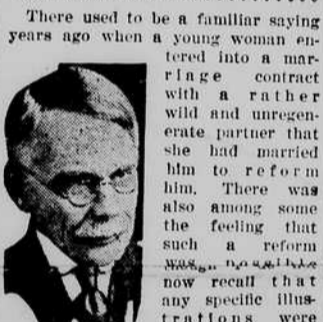 There used to be a familiar saying
years ago when a young woman en-
tered into a mar-
riage contract
with a rather
wild and unregen-
erate partner that
she had married
him to reform
him. There was
also among some
the feeling that
such a reform
was possible
now recall that
any specific illus-
trations were